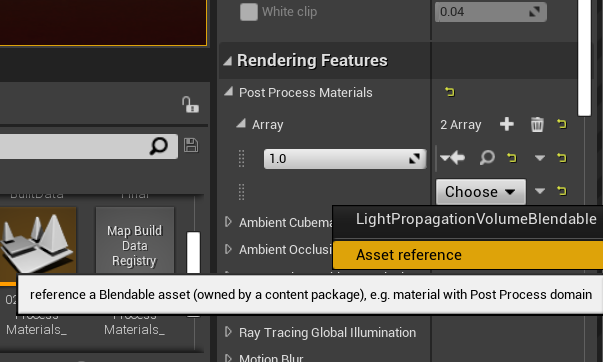 White clip
0.04
Rendering Features
Post Process Materials
Array
2 Array
1.0
Choose
LightPropagationVolumeBlendable
Ambient Cubema
Asset reference
Ambient Occlusi
BuiltData
Final
Map Build
Data
Registry
reference a Blendable asset (owned by a content package), e.g. material with Post Process domain
02
Process
Materials_
Process
Materials_
Ray Tracing Global Illumination
Motion Blur